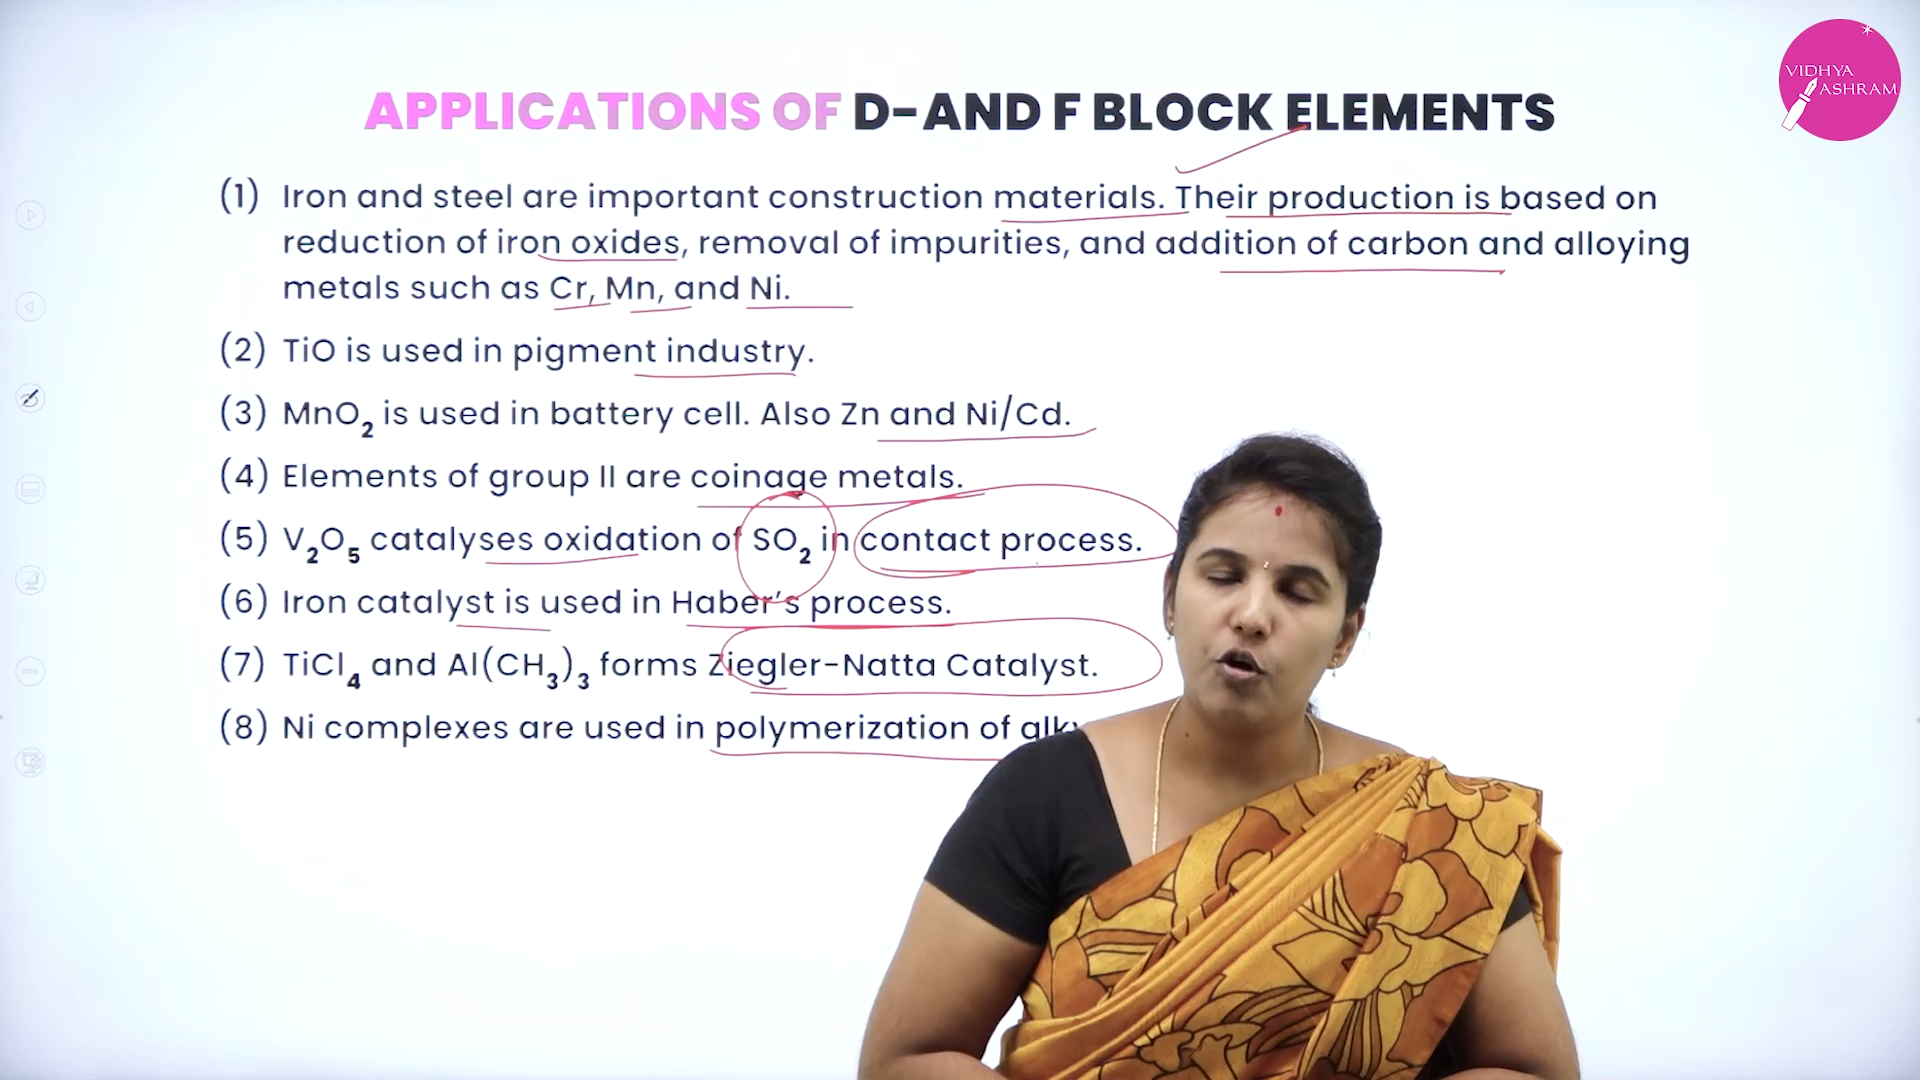 VIDHYA
ASHRAM
APPLICATIONS OF D-AND F BLOCK ELEMENTS
(1) Iron and steel are important construction materials. Their production is based on
reduction of iron oxides, removal of impurities, and addition of carbon and alloying
metals such as Cr, Mn, and Ni.
(2) TiO is used in pigment industry.
(3) MnO₂ is used in battery cell. Also Zn and Ni/Cd.
(4) Elements of group II are coinage metals.
(5) V₂O₅ catalyses oxidation of SO₂ in contact process.
(6) Iron catalyst is used in Haber's process.
(7) TiCl₄ and Al(CH₃)₃ forms Ziegler-Natta Catalyst.
(8) Ni complexes are used in polymerization of